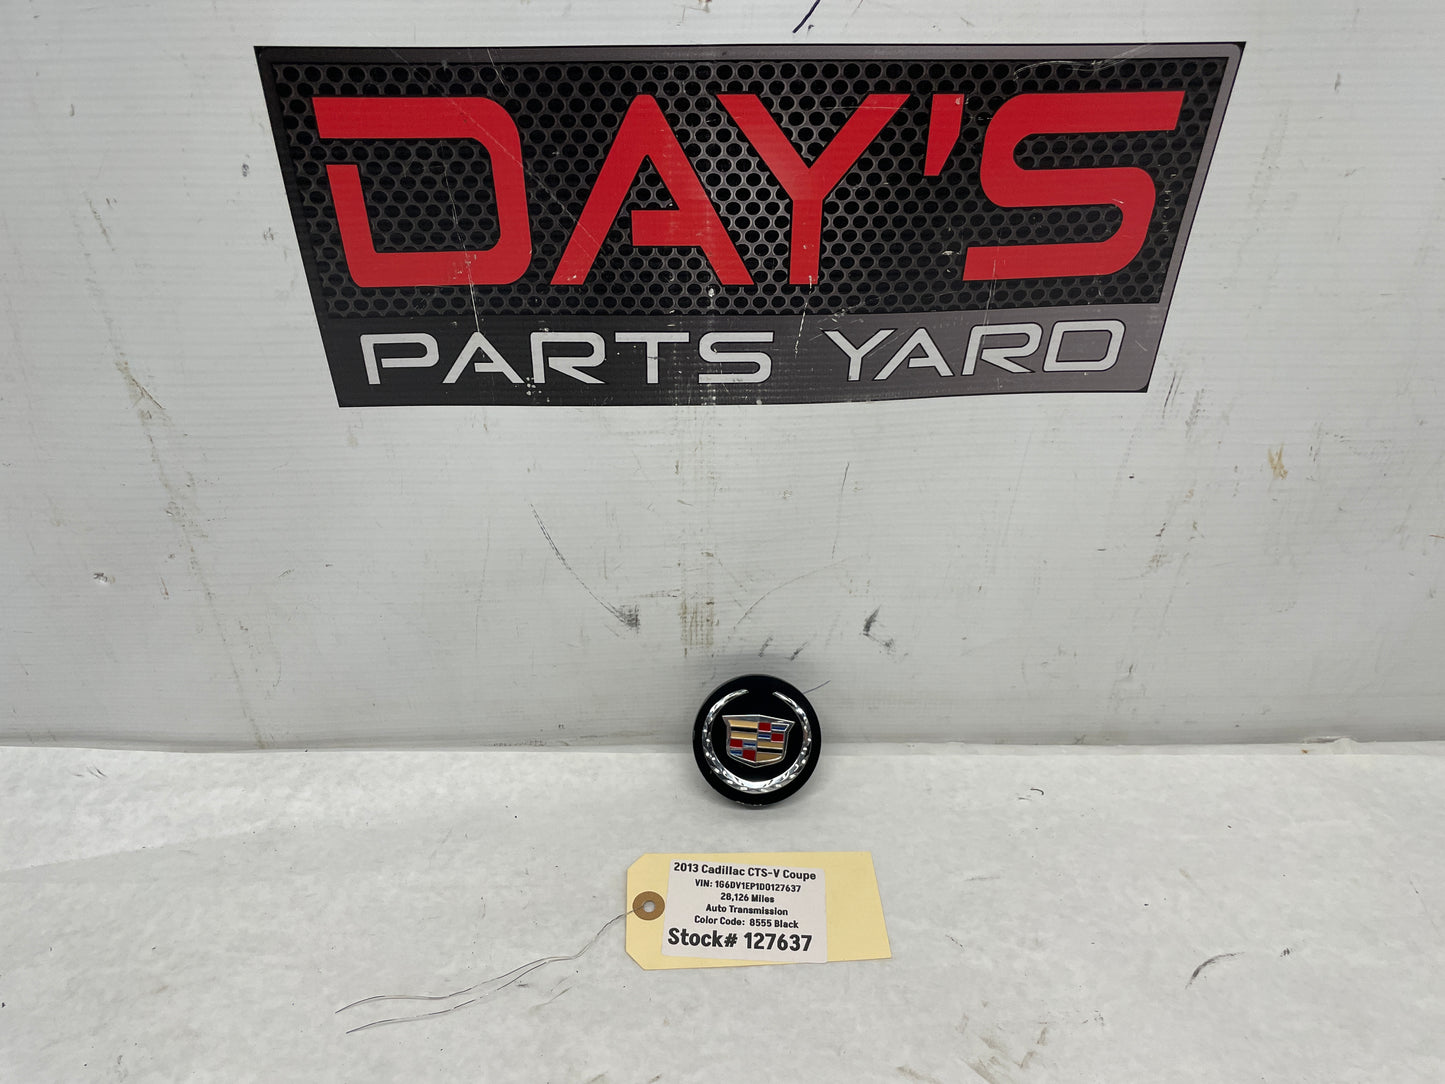 DAY'S
PARTS YARD
2013 Cadillac CTS-V Coupe
VIN: 1G6DV1EP1D0127637
28,126 Miles
Auto Transmission
Color Code: 8555 Black
Stock# 127637